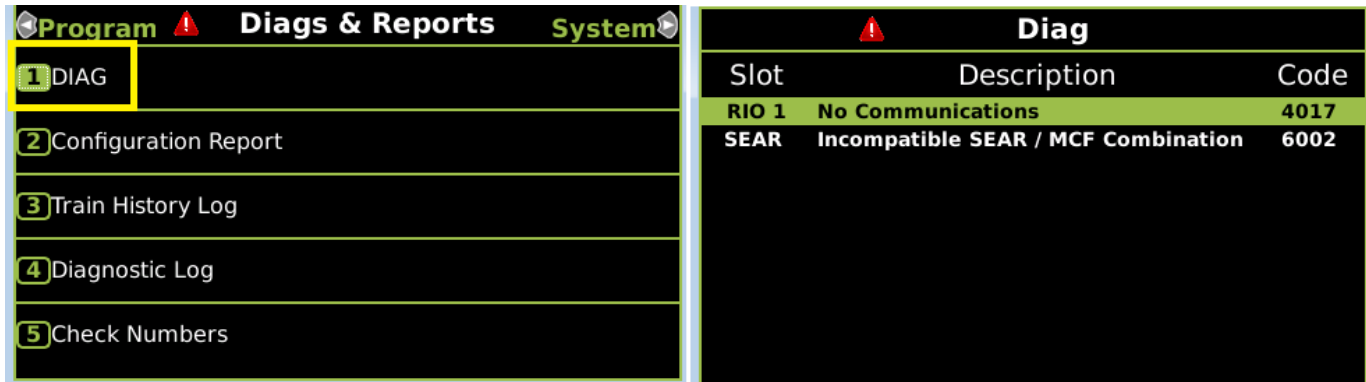 Program Diags & Reports System
1 DIAG
2 Configuration Report
3 Train History Log
4 Diagnostic Log
5 Check Numbers
Diag
Slot Description Code
RIO 1 No Communications 4017
SEAR Incompatible SEAR / MCF Combination 6002